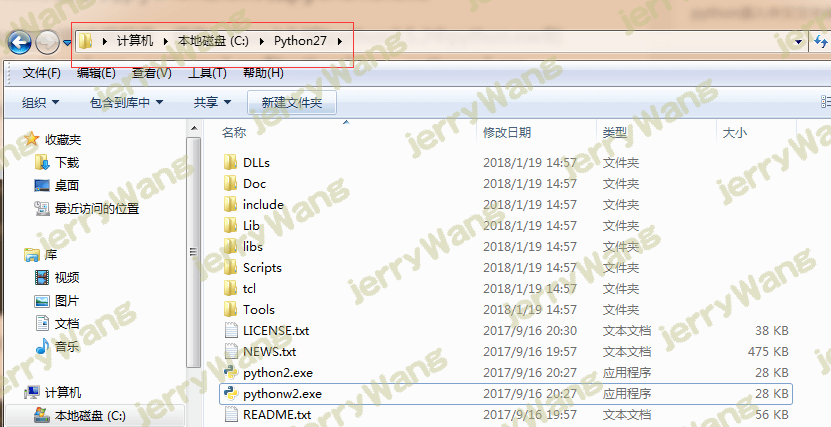 计算机 本地磁盘 (C:) Python27
文件(F) 编辑(E) 查看(V) 工具(T) 帮助(H)
组织 包含到库中 共享 新建文件夹
名称 修改日期 类型 大小
收藏夹
下载
桌面
最近访问的位置
库
视频
图片
文档
音乐
计算机
本地磁盘 (C:)
DLLs 2018/1/19 14:57 文件夹
Doc 2018/1/19 14:57 文件夹
include 2018/1/19 14:57 文件夹
Lib 2018/1/19 14:57 文件夹
libs 2018/1/19 14:57 文件夹
Scripts 2018/1/19 14:57 文件夹
tcl 2018/1/19 14:57 文件夹
Tools 2018/1/19 14:57 文件夹
LICENSE.txt 2017/9/16 20:30 文本文档 38 KB
NEWS.txt 2017/9/16 19:57 文本文档 475 KB
python2.exe 2017/9/16 20:27 应用程序 28 KB
pythonw2.exe 2017/9/16 20:27 应用程序 28 KB
README.txt 2017/9/16 19:57 文本文档 56 KB
jerryWang